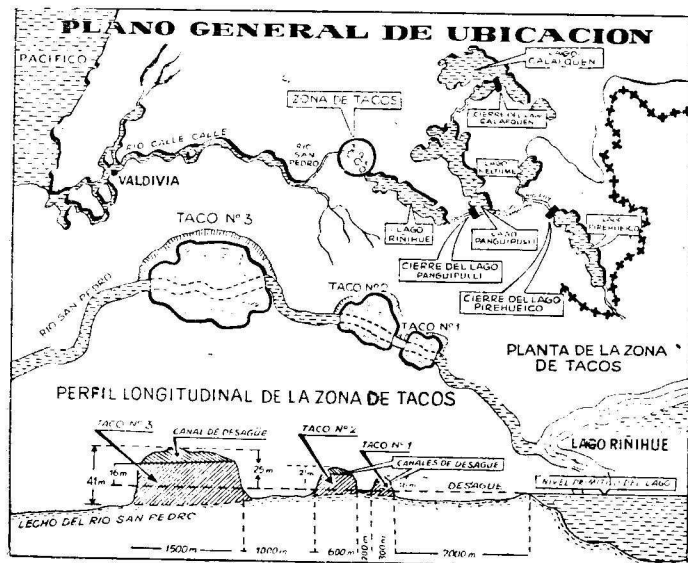 PLANO GENERAL DE UBICACION
PACIFICO
LAGO
CALAFQUEN
ZONA DE TACOS
CIERRE DEL LAGO
CALAFQUEN
RIO CALLE CALLE
RIO
SAN
PEDRO
VALDIVIA
LAGO
NELTUME
LAGO
RIÑIHUE
LAGO
PANGUIPULLI
LAGO
PIREHUEICO
CIERRE DEL LAGO
PANGUIPULLI
CIERRE DEL LAGO
PIREHUEICO
TACO Nº 3
RIO SAN PEDRO
TACO Nº2
TACO Nº1
PLANTA DE LA ZONA
DE TACOS
PERFIL LONGITUDINAL DE LA ZONA DE TACOS
LAGO RIÑIHUE
TACO Nº 3
CANAL DE DESAGÜE
TACO Nº 2
TACO Nº 1
CANALES DE DESAGUE
DESAGUE
NIVEL PRIMITIVO DEL LAGO
41m
16m
25m
LECHO DEL RIO SAN PEDRO
1500m
1000m
600m
200m
300m
2000m